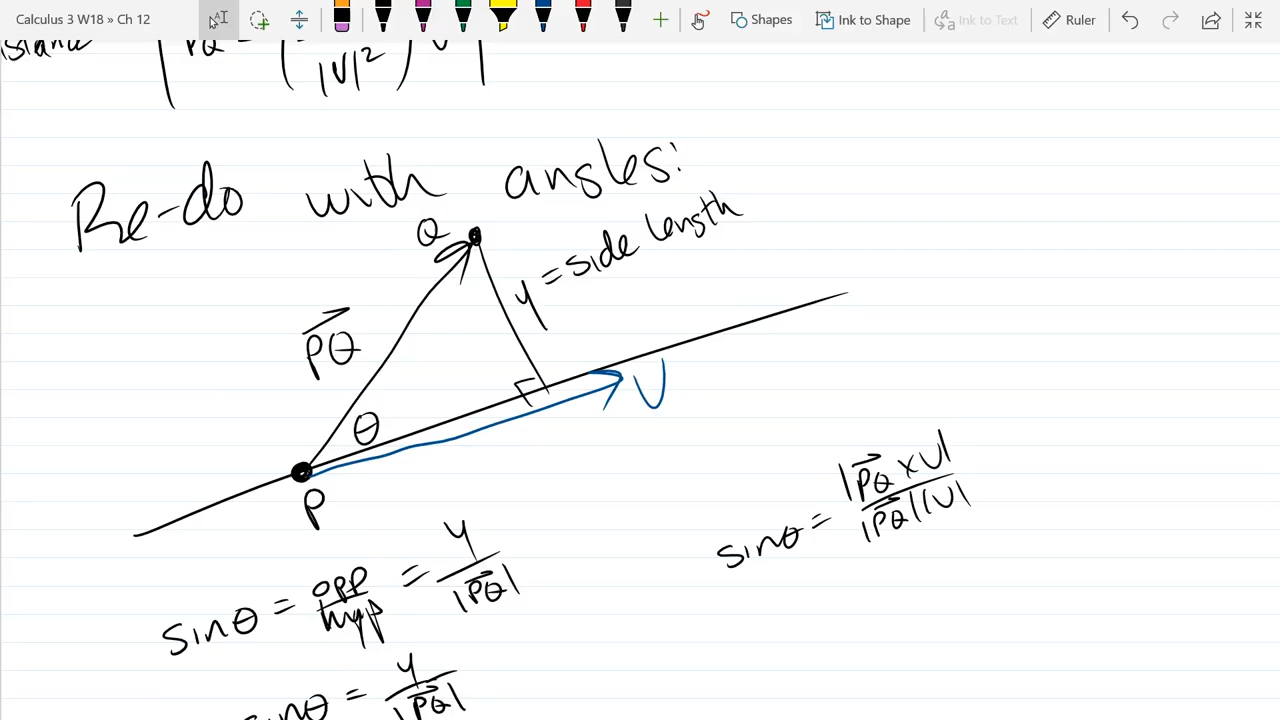 Calculus 3 W18 » Ch 12
Shapes
Ink to Shape
Ink to Text
Ruler
|V|²
Re-do with angles:
Q
y = side length
PQ
θ
V
P
sinθ = |PQ × V| / |PQ||V|
sinθ = opp/hyp = y/|PQ|
sinθ = y/|PQ|